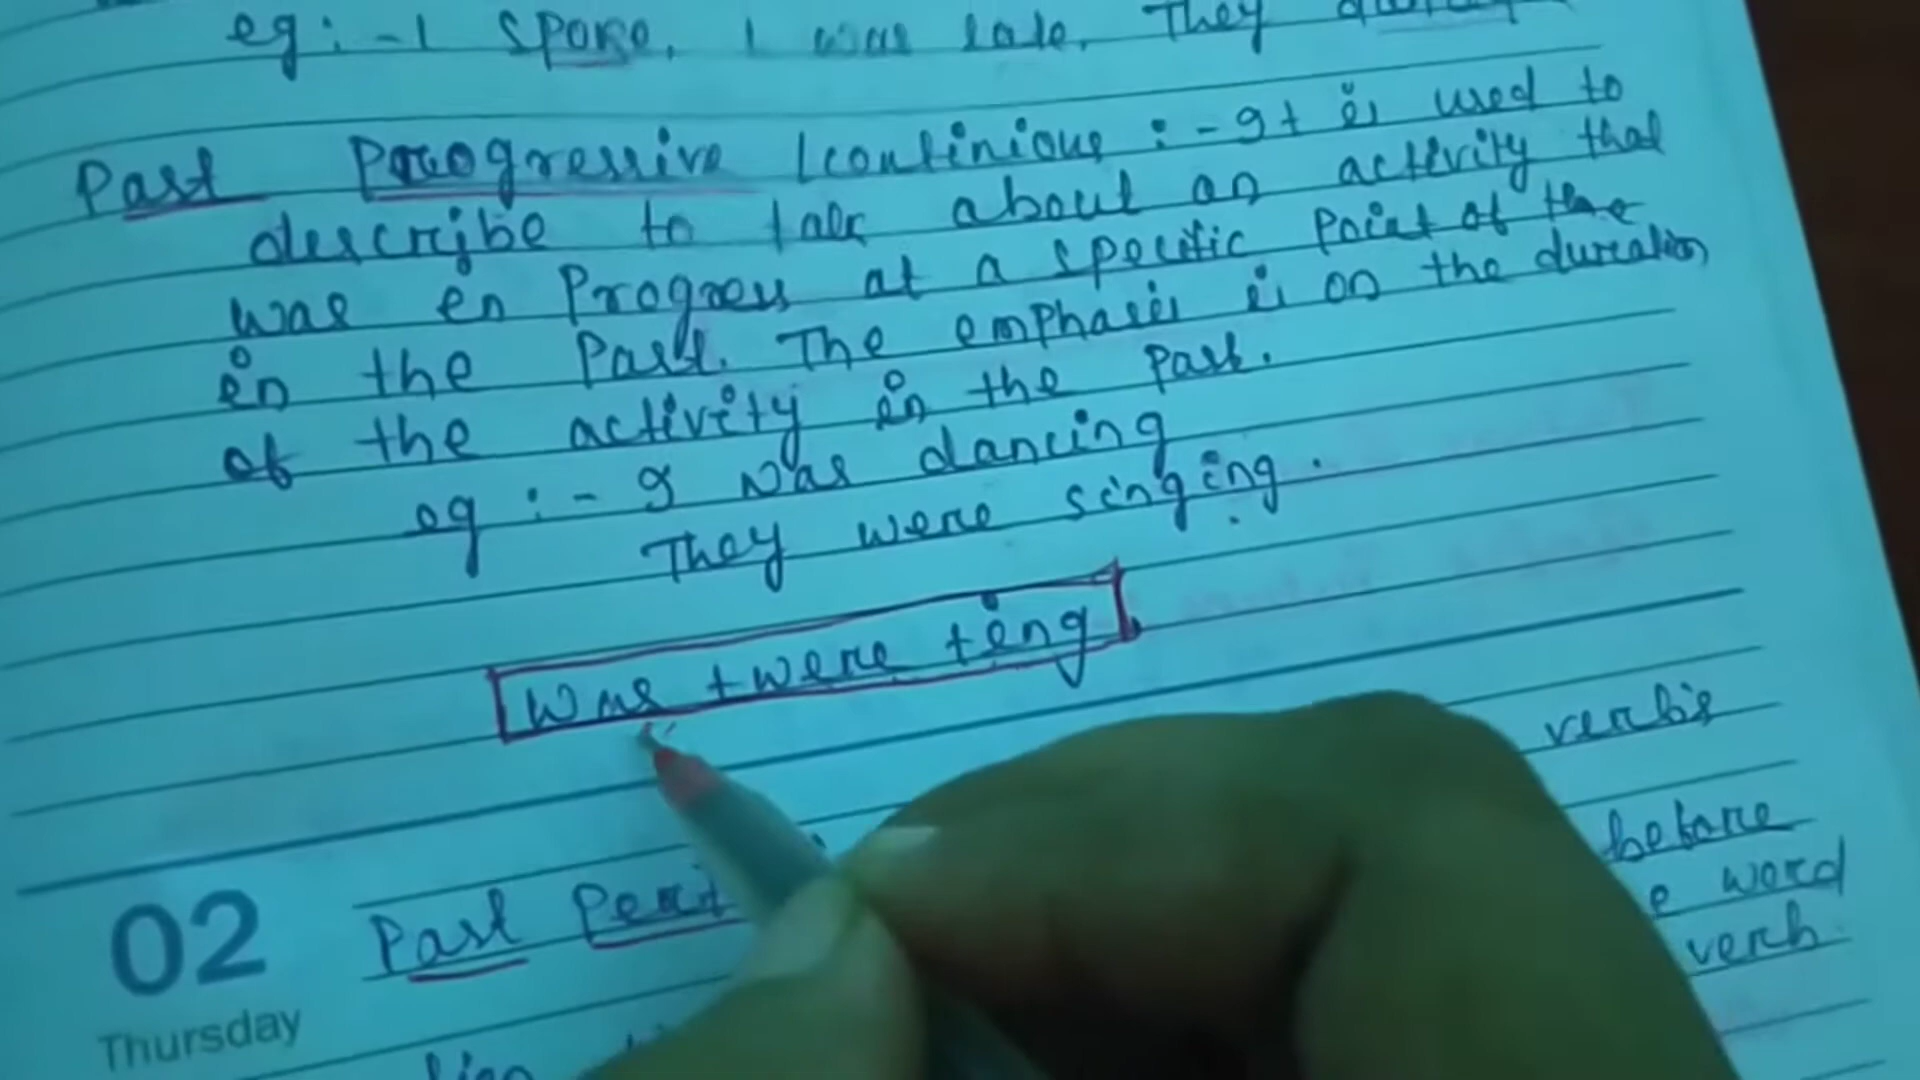 eg:-I spoke, I was late. They
Past Progressive /continious :- It is used to
describe to talk about an activity that
was in Progress at a specific Point of the
in the Past. The emphasis is on the duration
of the activity in the Past.
eg :- I was dancing
They were singing.
was + were + ing
verb's
before
02 Past
word
Thursday
verb.